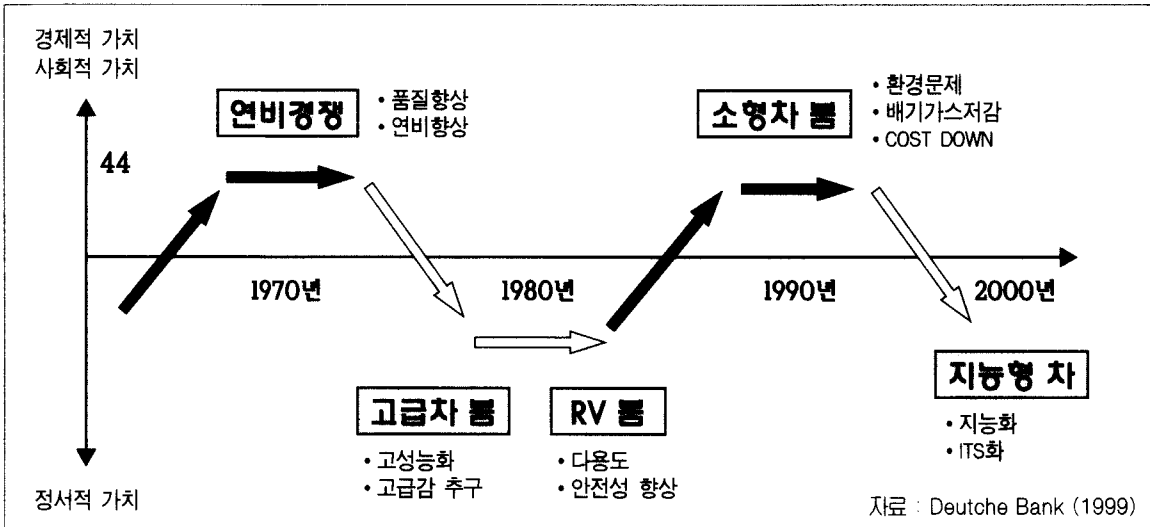 경제적 가치
사회적 가치
연비경쟁
• 품질향상
• 연비향상
소형차 붐
• 환경문제
• 배기가스저감
• COST DOWN
44
1970년
1980년
1990년
2000년
고급차 붐
• 고성능화
• 고급감 추구
RV 붐
• 다용도
• 안전성 향상
지능형 차
• 지능화
• ITS화
정서적 가치
자료 : Deutche Bank (1999)